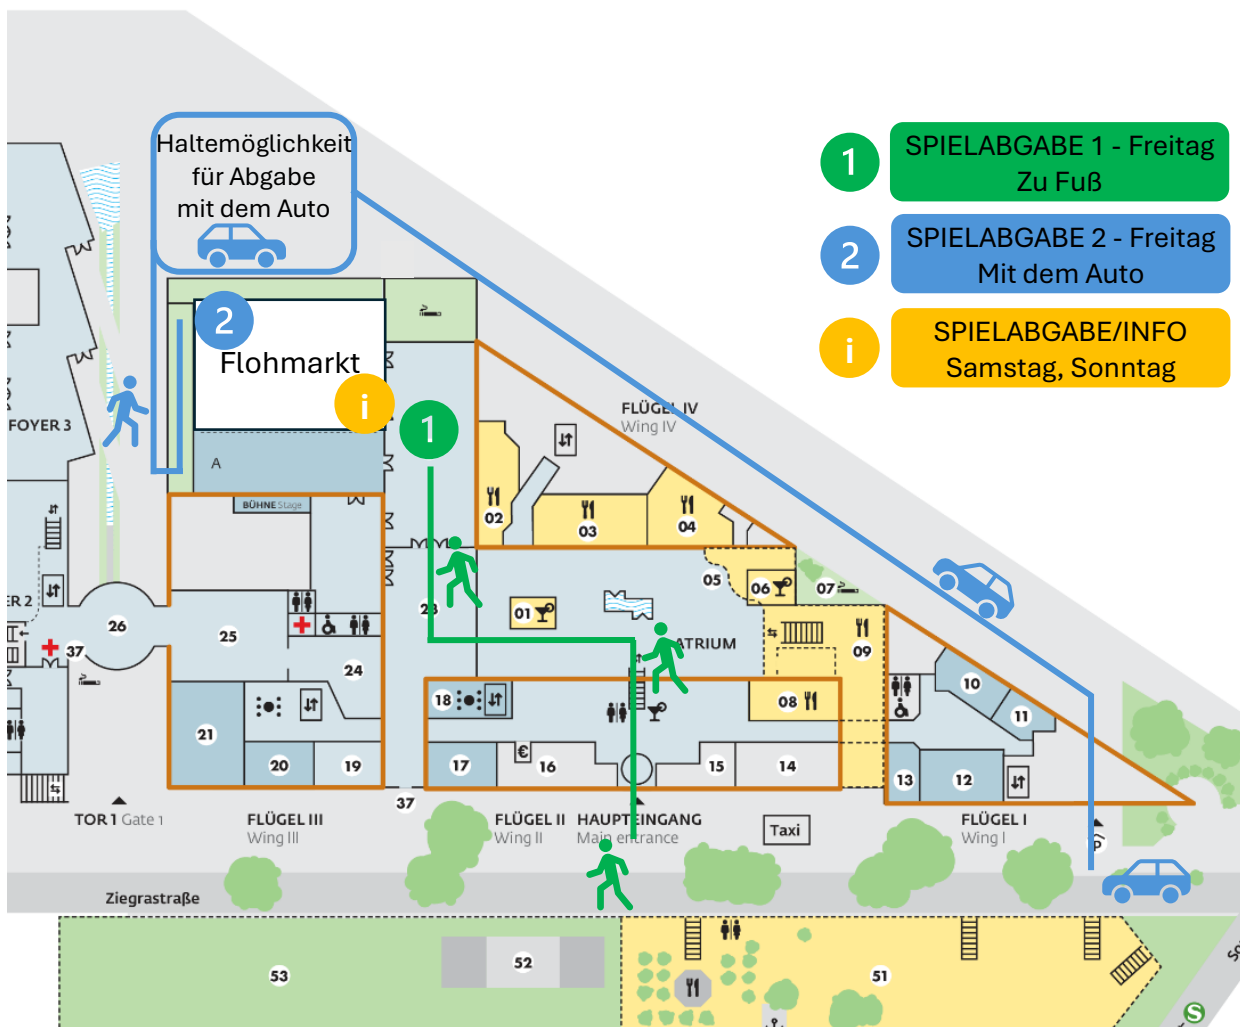 Haltemöglichkeit
für Abgabe
mit dem Auto
1
SPIELABGABE 1 - Freitag
Zu Fuß
2
SPIELABGABE 2 - Freitag
Mit dem Auto
i
SPIELABGABE/INFO
Samstag, Sonntag
2
Flohmarkt
i
1
A
FOYER 3
FLÜGEL IV
Wing IV
BÜHNE Stage
02
03
04
05
06
07
01
09
ATRIUM
26
25
24
23
37
18
08
10
11
21
20
19
17
€
16
15
14
13
12
37
TOR 1 Gate 1
FLÜGEL III
Wing III
FLÜGEL II
Wing II
HAUPTEINGANG
Main entrance
Taxi
FLÜGEL I
Wing I
P
Ziegrastraße
53
52
51
S